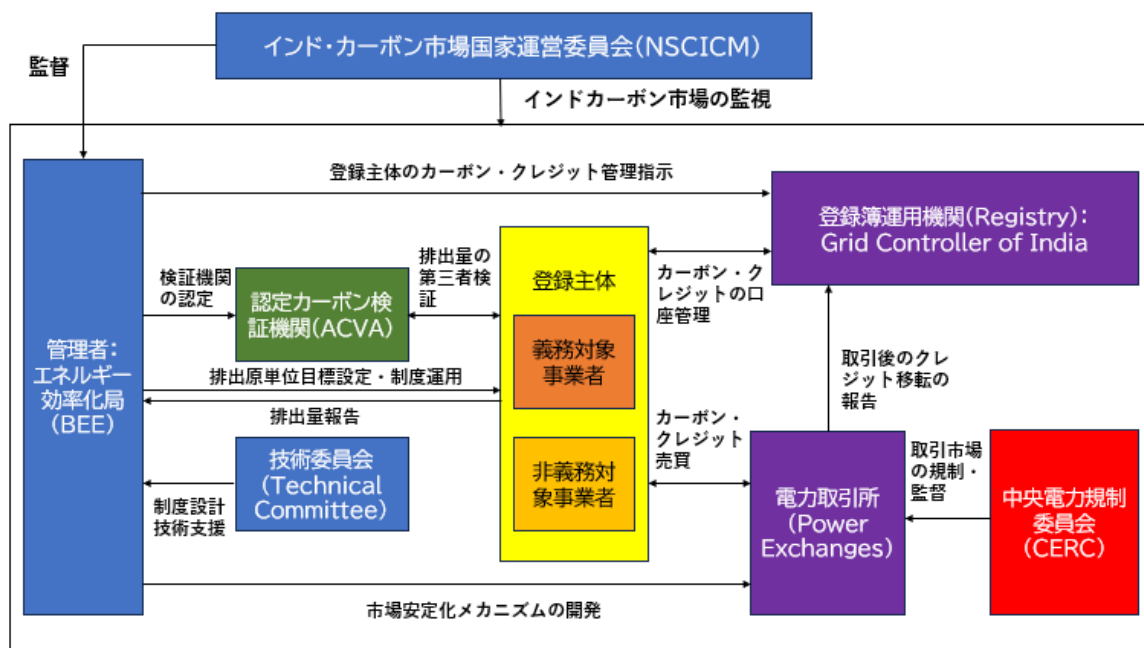 インド・カーボン市場国家運営委員会(NSCICM)
監督
インドカーボン市場の監視
登録主体のカーボン・クレジット管理指示
登録簿運用機関(Registry):
Grid Controller of India
検証機関
の認定
認定カーボン検
証機関(ACVA)
排出量の
第三者検
証
登録主体
カーボン・ク
レジットの口
座管理
義務対象
事業者
管理者:
エネルギー
効率化局
(BEE)
排出原単位目標設定・制度運用
排出量報告
取引後のクレ
ジット移転の
報告
技術委員会
(Technical
Committee)
制度設計
技術支援
カーボン・
クレジット
売買
非義務対
象事業者
電力取引所
(Power
Exchanges)
取引市場
の規制・
監督
中央電力規制
委員会
(CERC)
市場安定化メカニズムの開発